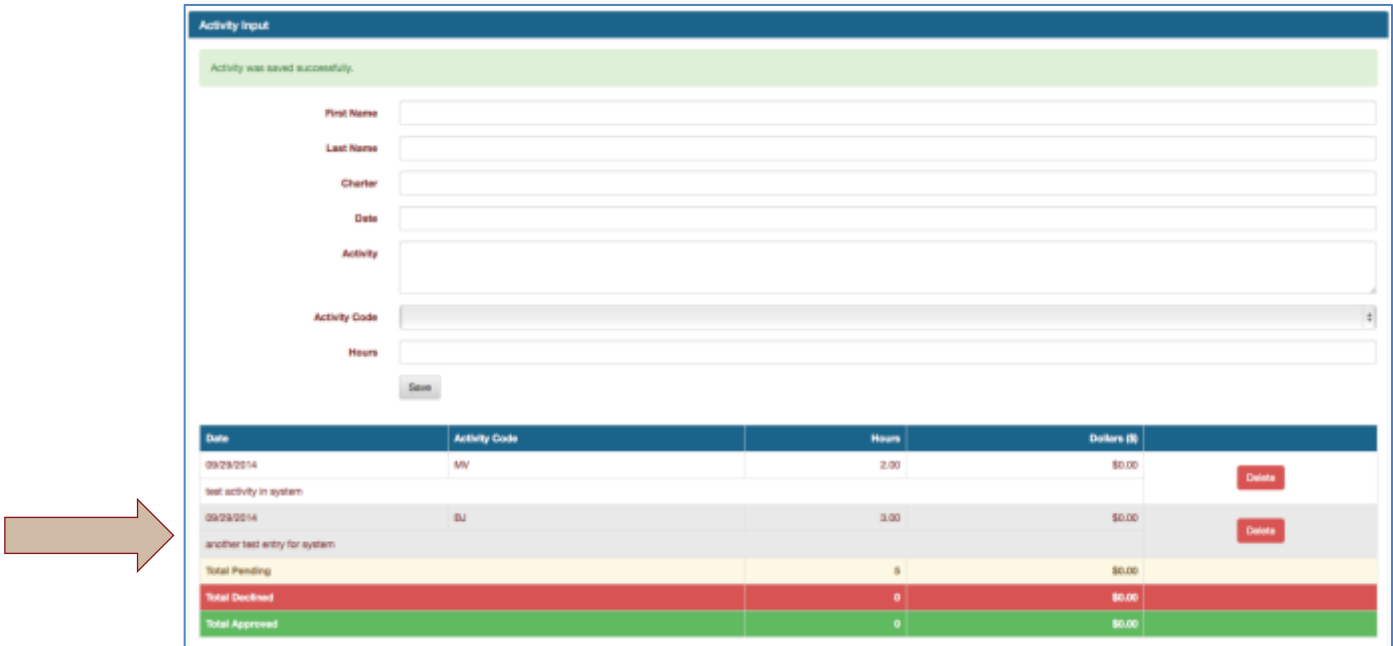 Activity Input
Activity was saved successfully.
First Name
Last Name
Charter
Date
Activity
Activity Code
Hours
Save
Date Activity Code Hours Dollars ($)
09/29/2014 MV 2.00 $0.00
Delete
test activity in system
09/29/2014 BJ 3.00 $0.00
Delete
another test entry for system
Total Pending 5 $0.00
Total Declined 0 $0.00
Total Approved 0 $0.00